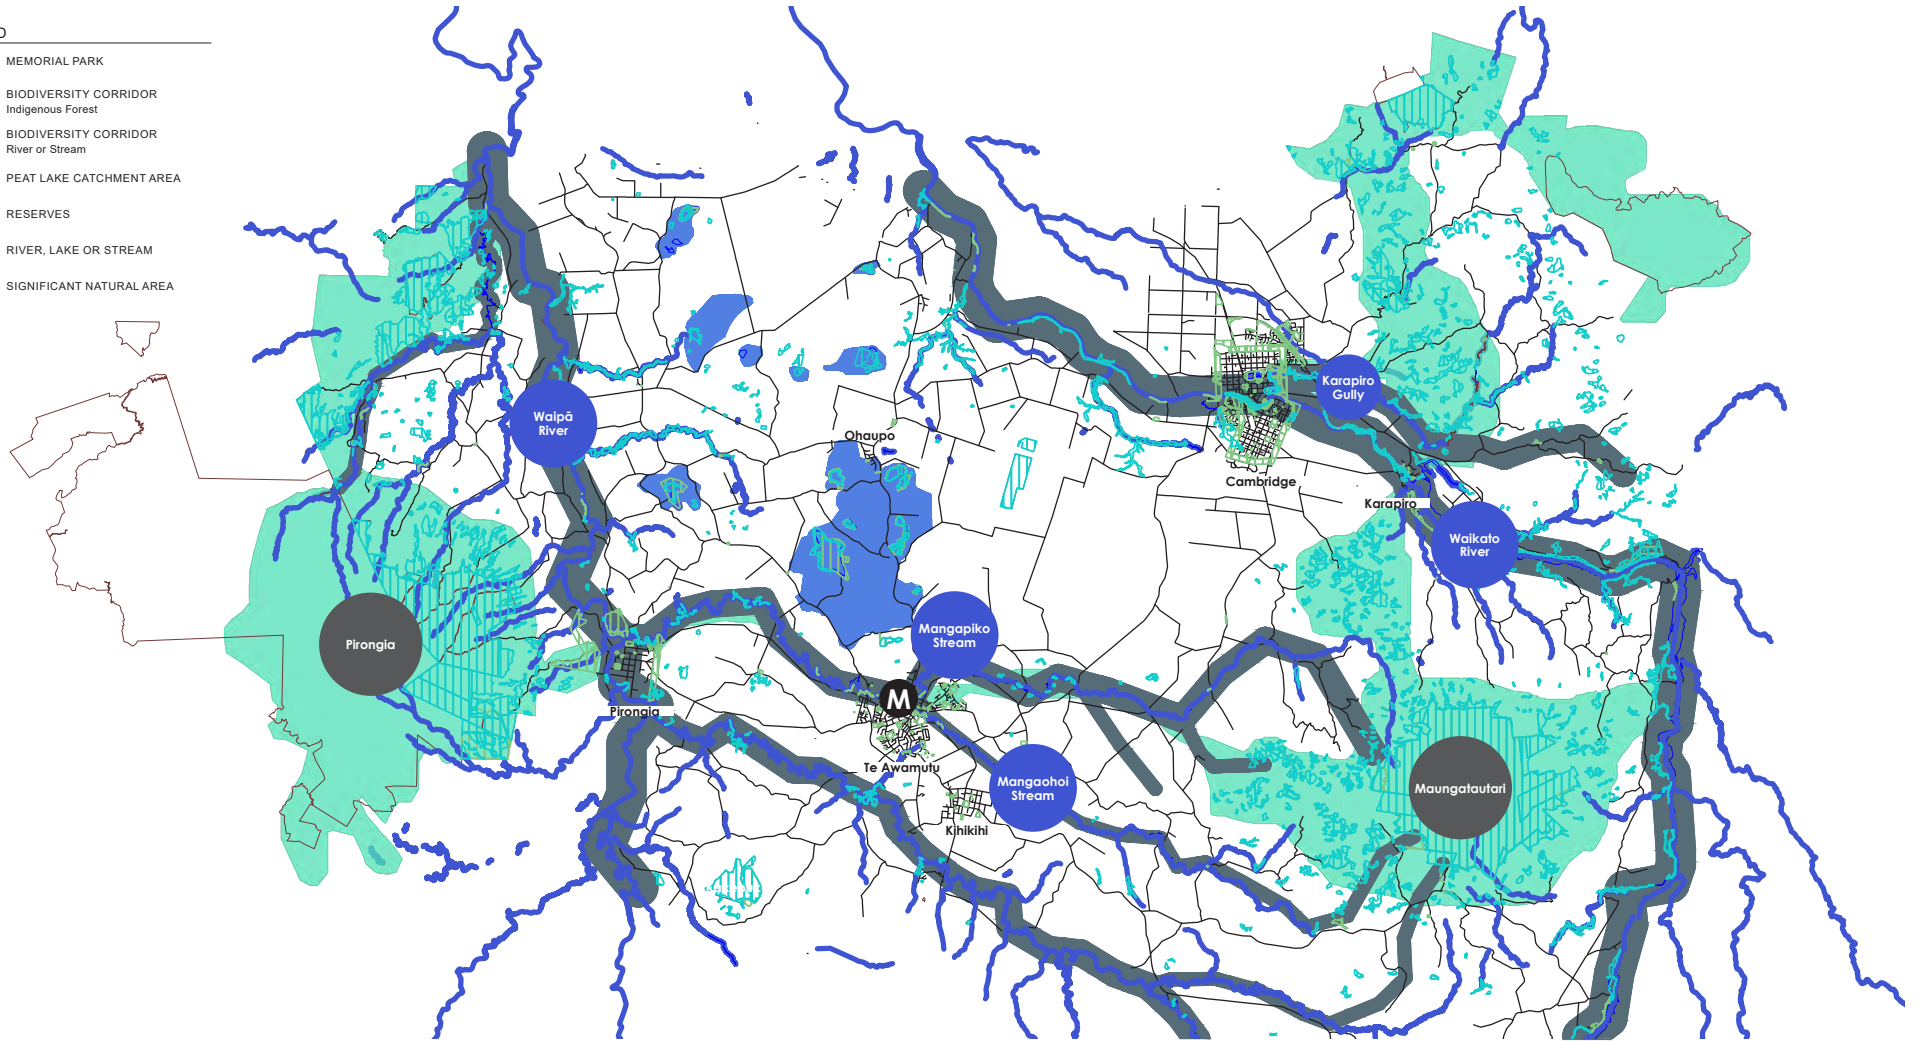 D
MEMORIAL PARK
BIODIVERSITY CORRIDOR
Indigenous Forest
BIODIVERSITY CORRIDOR
River or Stream
PEAT LAKE CATCHMENT AREA
RESERVES
RIVER, LAKE OR STREAM
SIGNIFICANT NATURAL AREA
Karapiro
Gully
Waipā
River
Ohaupo
Cambridge
Karapiro
Waikato
River
Mangapiko
Stream
Pirongia
M
Pirongia
Te Awamutu
Mangaohoi
Stream
Maungatautari
Kihikihi